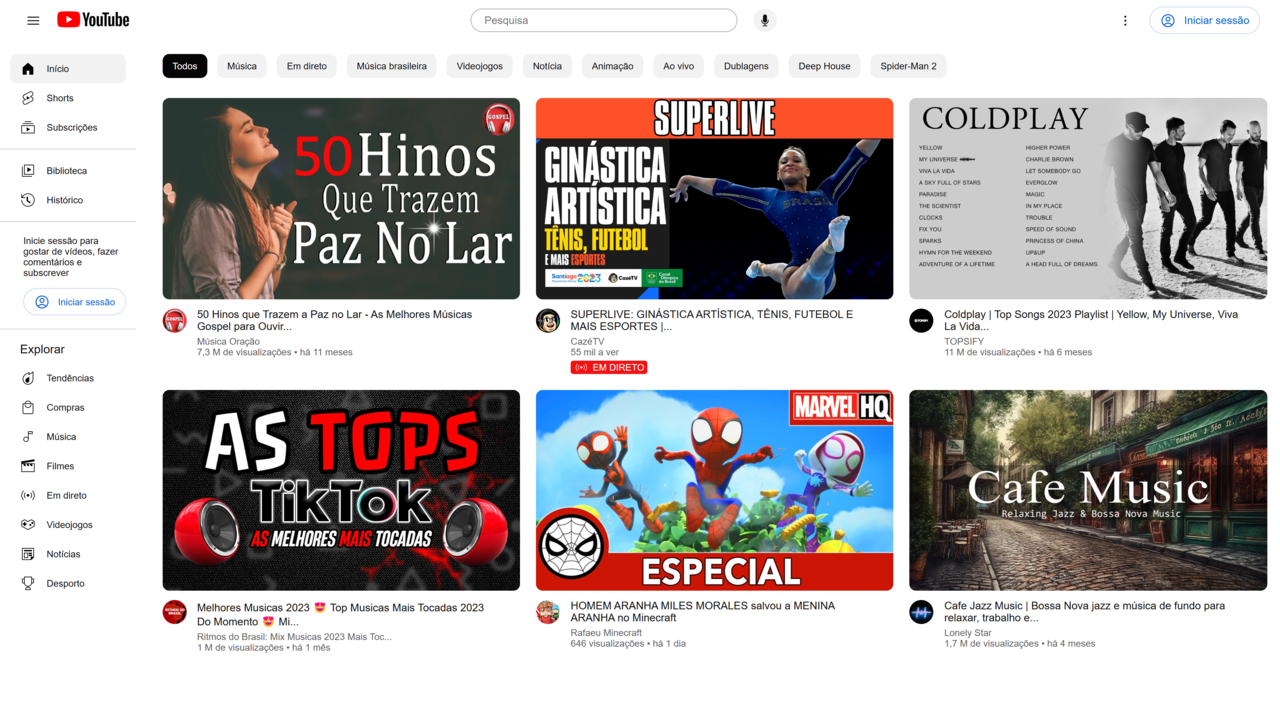 YouTube
Pesquisa
Iniciar sessão
Início
Shorts
Subscrições
Biblioteca
Histórico
Inicie sessão para
gostar de vídeos, fazer
comentários e
subscrever
Iniciar sessão
Explorar
Tendências
Compras
Música
Filmes
Em direto
Videojogos
Notícias
Desporto
Todos
Música
Em direto
Música brasileira
Videojogos
Notícia
Animação
Ao vivo
Dublagens
Deep House
Spider-Man 2
GOSPEL
50 Hinos
Que Trazem
Paz No Lar
GOSPEL
50 Hinos que Trazem a Paz no Lar - As Melhores Músicas
Gospel para Ouvir...
Música Oração
7,3 M de visualizações • há 11 meses
SUPERLIVE
GINÁSTICA
ARTÍSTICA
TÊNIS, FUTEBOL
E MAIS ESPORTES
Santiago 2023
CazéTV
BRASIL
SUPERLIVE: GINÁSTICA ARTÍSTICA, TÊNIS, FUTEBOL E
MAIS ESPORTES |...
CazéTV
55 mil a ver
EM DIRETO
COLDPLAY
YELLOW
MY UNIVERSE
VIVA LA VIDA
A SKY FULL OF STARS
PARADISE
THE SCIENTIST
CLOCKS
FIX YOU
SPARKS
HYMN FOR THE WEEKEND
ADVENTURE OF A LIFETIME
HIGHER POWER
CHARLIE BROWN
LET SOMEBODY GO
EVERGLOW
MAGIC
IN MY PLACE
TROUBLE
SPEED OF SOUND
PRINCESS OF CHINA
UP&UP
A HEAD FULL OF DREAMS
TOPSIFY
Coldplay | Top Songs 2023 Playlist | Yellow, My Universe, Viva
La Vida...
TOPSIFY
11 M de visualizações • há 6 meses
AS TOPS
TikTok
AS MELHORES MAIS TOCADAS
Melhores Musicas 2023 😍 Top Musicas Mais Tocadas 2023
Do Momento 😍 Mi...
Ritmos do Brasil: Mix Musicas 2023 Mais Toc...
1 M de visualizações • há 1 mês
MARVEL HQ
ESPECIAL
HOMEM ARANHA MILES MORALES salvou a MENINA
ARANHA no Minecraft
Rafaeu Minecraft
646 visualizações • há 1 dia
Cafe Music
Relaxing Jazz & Bossa Nova Music
Cafe Jazz Music | Bossa Nova jazz e música de fundo para
relaxar, trabalho e...
Lonely Star
1,7 M de visualizações • há 4 meses